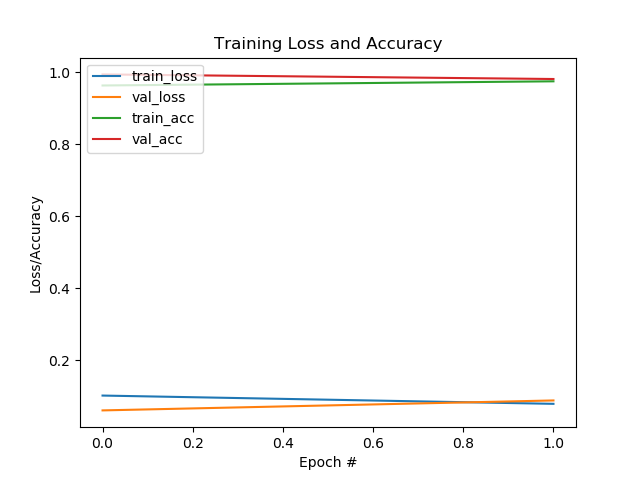 Training Loss and Accuracy
train_loss
val_loss
train_acc
val_acc
1.0
0.8
0.6
0.4
0.2
Loss/Accuracy
0.0 0.2 0.4 0.6 0.8 1.0
Epoch #